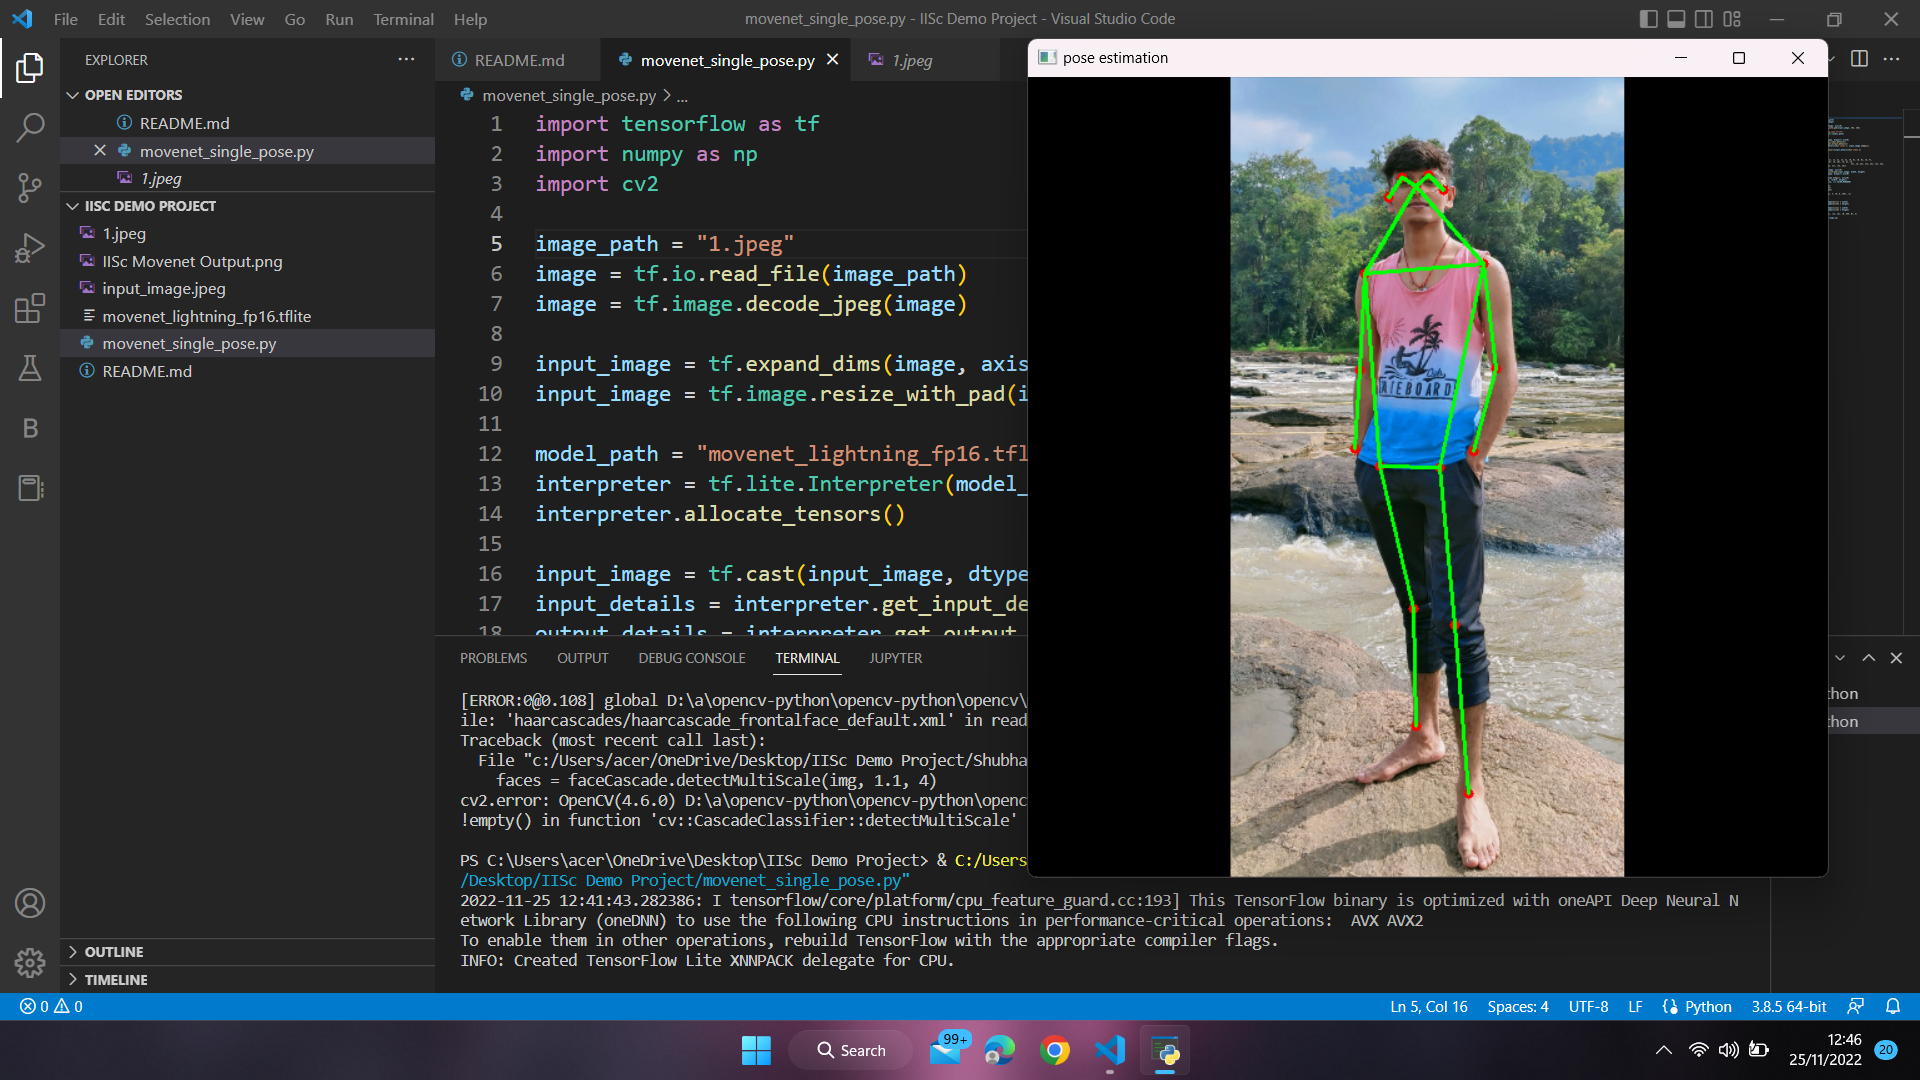 File Edit Selection View Go Run Terminal Help
movenet_single_pose.py - IISc Demo Project - Visual Studio Code
EXPLORER
OPEN EDITORS
README.md
movenet_single_pose.py
1.jpeg
IISC DEMO PROJECT
1.jpeg
IISc Movenet Output.png
input_image.jpeg
movenet_lightning_fp16.tflite
movenet_single_pose.py
README.md
OUTLINE
TIMELINE
README.md
movenet_single_pose.py
1.jpeg
movenet_single_pose.py > ...
1 import tensorflow as tf
2 import numpy as np
3 import cv2
4
5 image_path = "1.jpeg"
6 image = tf.io.read_file(image_path)
7 image = tf.image.decode_jpeg(image)
8
9 input_image = tf.expand_dims(image, axis
10 input_image = tf.image.resize_with_pad(i
11
12 model_path = "movenet_lightning_fp16.tfl
13 interpreter = tf.lite.Interpreter(model_
14 interpreter.allocate_tensors()
15
16 input_image = tf.cast(input_image, dtype
17 input_details = interpreter.get_input_de
18 output_details = interpreter.get_output
pose estimation
PROBLEMS OUTPUT DEBUG CONSOLE TERMINAL JUPYTER
[ERROR:0@0.108] global D:\a\opencv-python\opencv-python\opencv\
ile: 'haarcascades/haarcascade_frontalface_default.xml' in read
Traceback (most recent call last):
File "c:/Users/acer/OneDrive/Desktop/IISc Demo Project/Shubha
faces = faceCascade.detectMultiScale(img, 1.1, 4)
cv2.error: OpenCV(4.6.0) D:\a\opencv-python\opencv-python\openc
!empty() in function 'cv::CascadeClassifier::detectMultiScale'
PS C:\Users\acer\OneDrive\Desktop\IISc Demo Project> & C:/Users
/Desktop/IISc Demo Project/movenet_single_pose.py"
2022-11-25 12:41:43.282386: I tensorflow/core/platform/cpu_feature_guard.cc:193] This TensorFlow binary is optimized with oneAPI Deep Neural N
etwork Library (oneDNN) to use the following CPU instructions in performance-critical operations: AVX AVX2
To enable them in other operations, rebuild TensorFlow with the appropriate compiler flags.
INFO: Created TensorFlow Lite XNNPACK delegate for CPU.
thon
thon
0 0
Ln 5, Col 16 Spaces: 4 UTF-8 LF Python 3.8.5 64-bit
Search
99+
12:46
25/11/2022
20